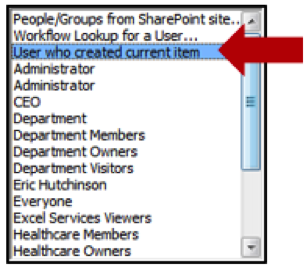 People/Groups from SharePoint site...
Workflow Lookup for a User...
User who created current item
Administrator
Administrator
CEO
Department
Department Members
Department Owners
Department Visitors
Eric Hutchinson
Everyone
Excel Services Viewers
Healthcare Members
Healthcare Owners